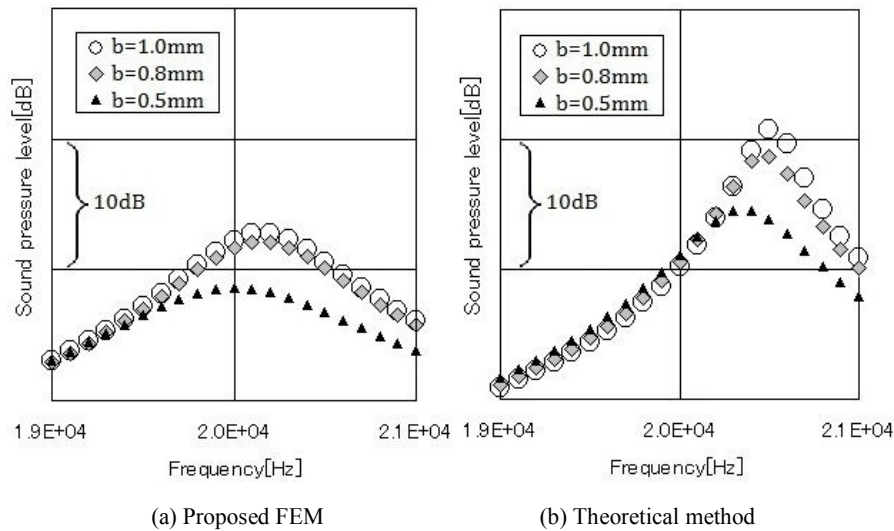 Sound pressure level[dB]
b=1.0mm
b=0.8mm
b=0.5mm
10dB
1.9E+04
2.0E+04
2.1E+04
Frequency[Hz]
(a) Proposed FEM
Sound pressure level[dB]
b=1.0mm
b=0.8mm
b=0.5mm
10dB
1.9E+04
2.0E+04
2.1E+04
Frequency[Hz]
(b) Theoretical method